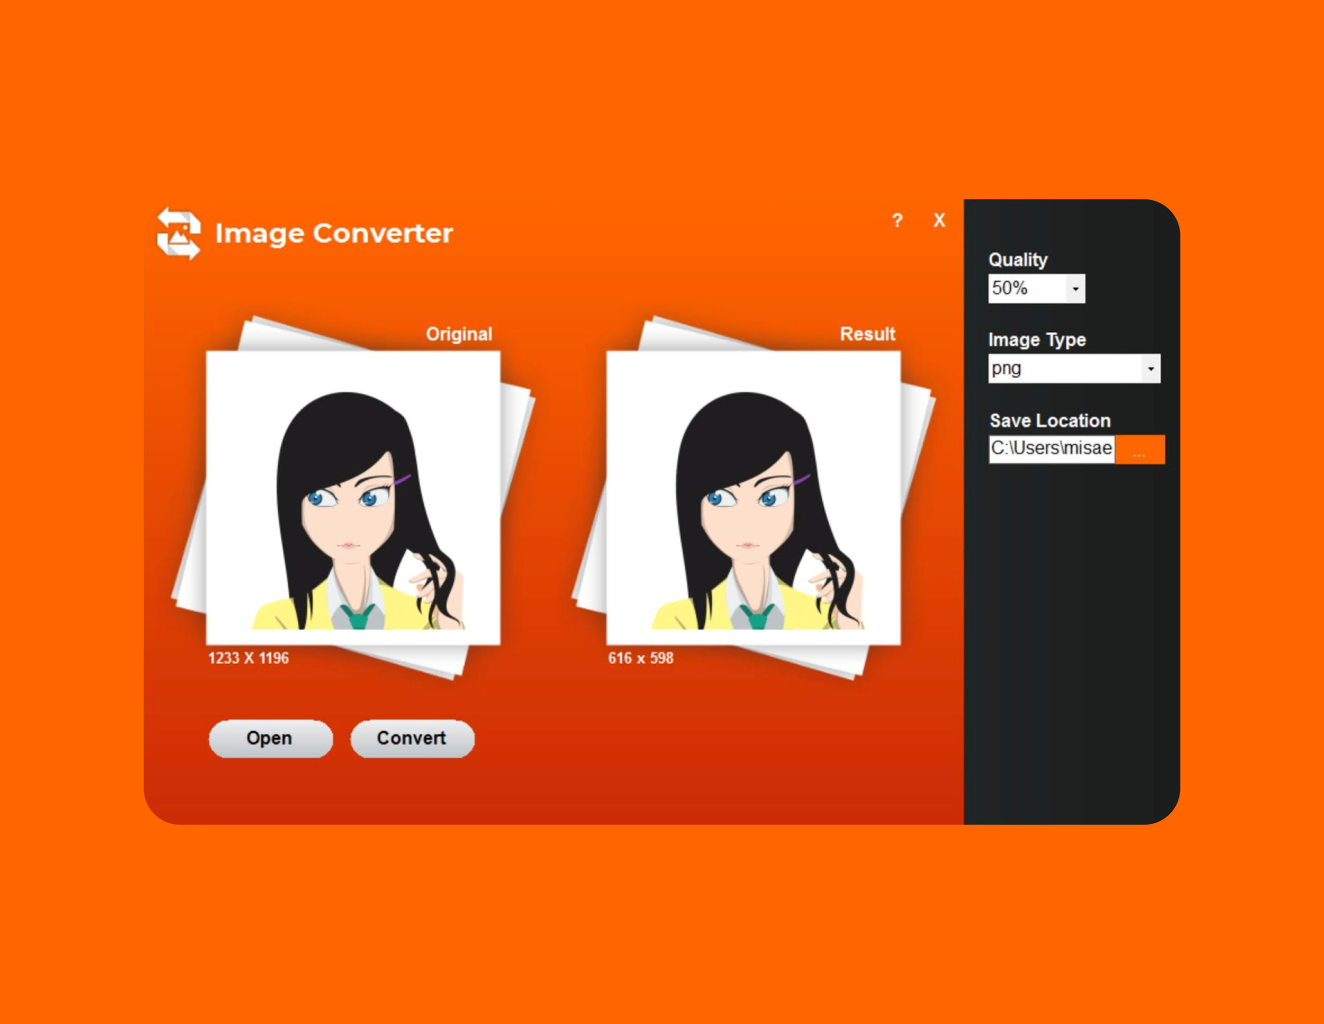 Image Converter
? X
Original
Result
1233 X 1196
616 x 598
Open
Convert
Quality
50%
Image Type
png
Save Location
C:\Users\misae
...